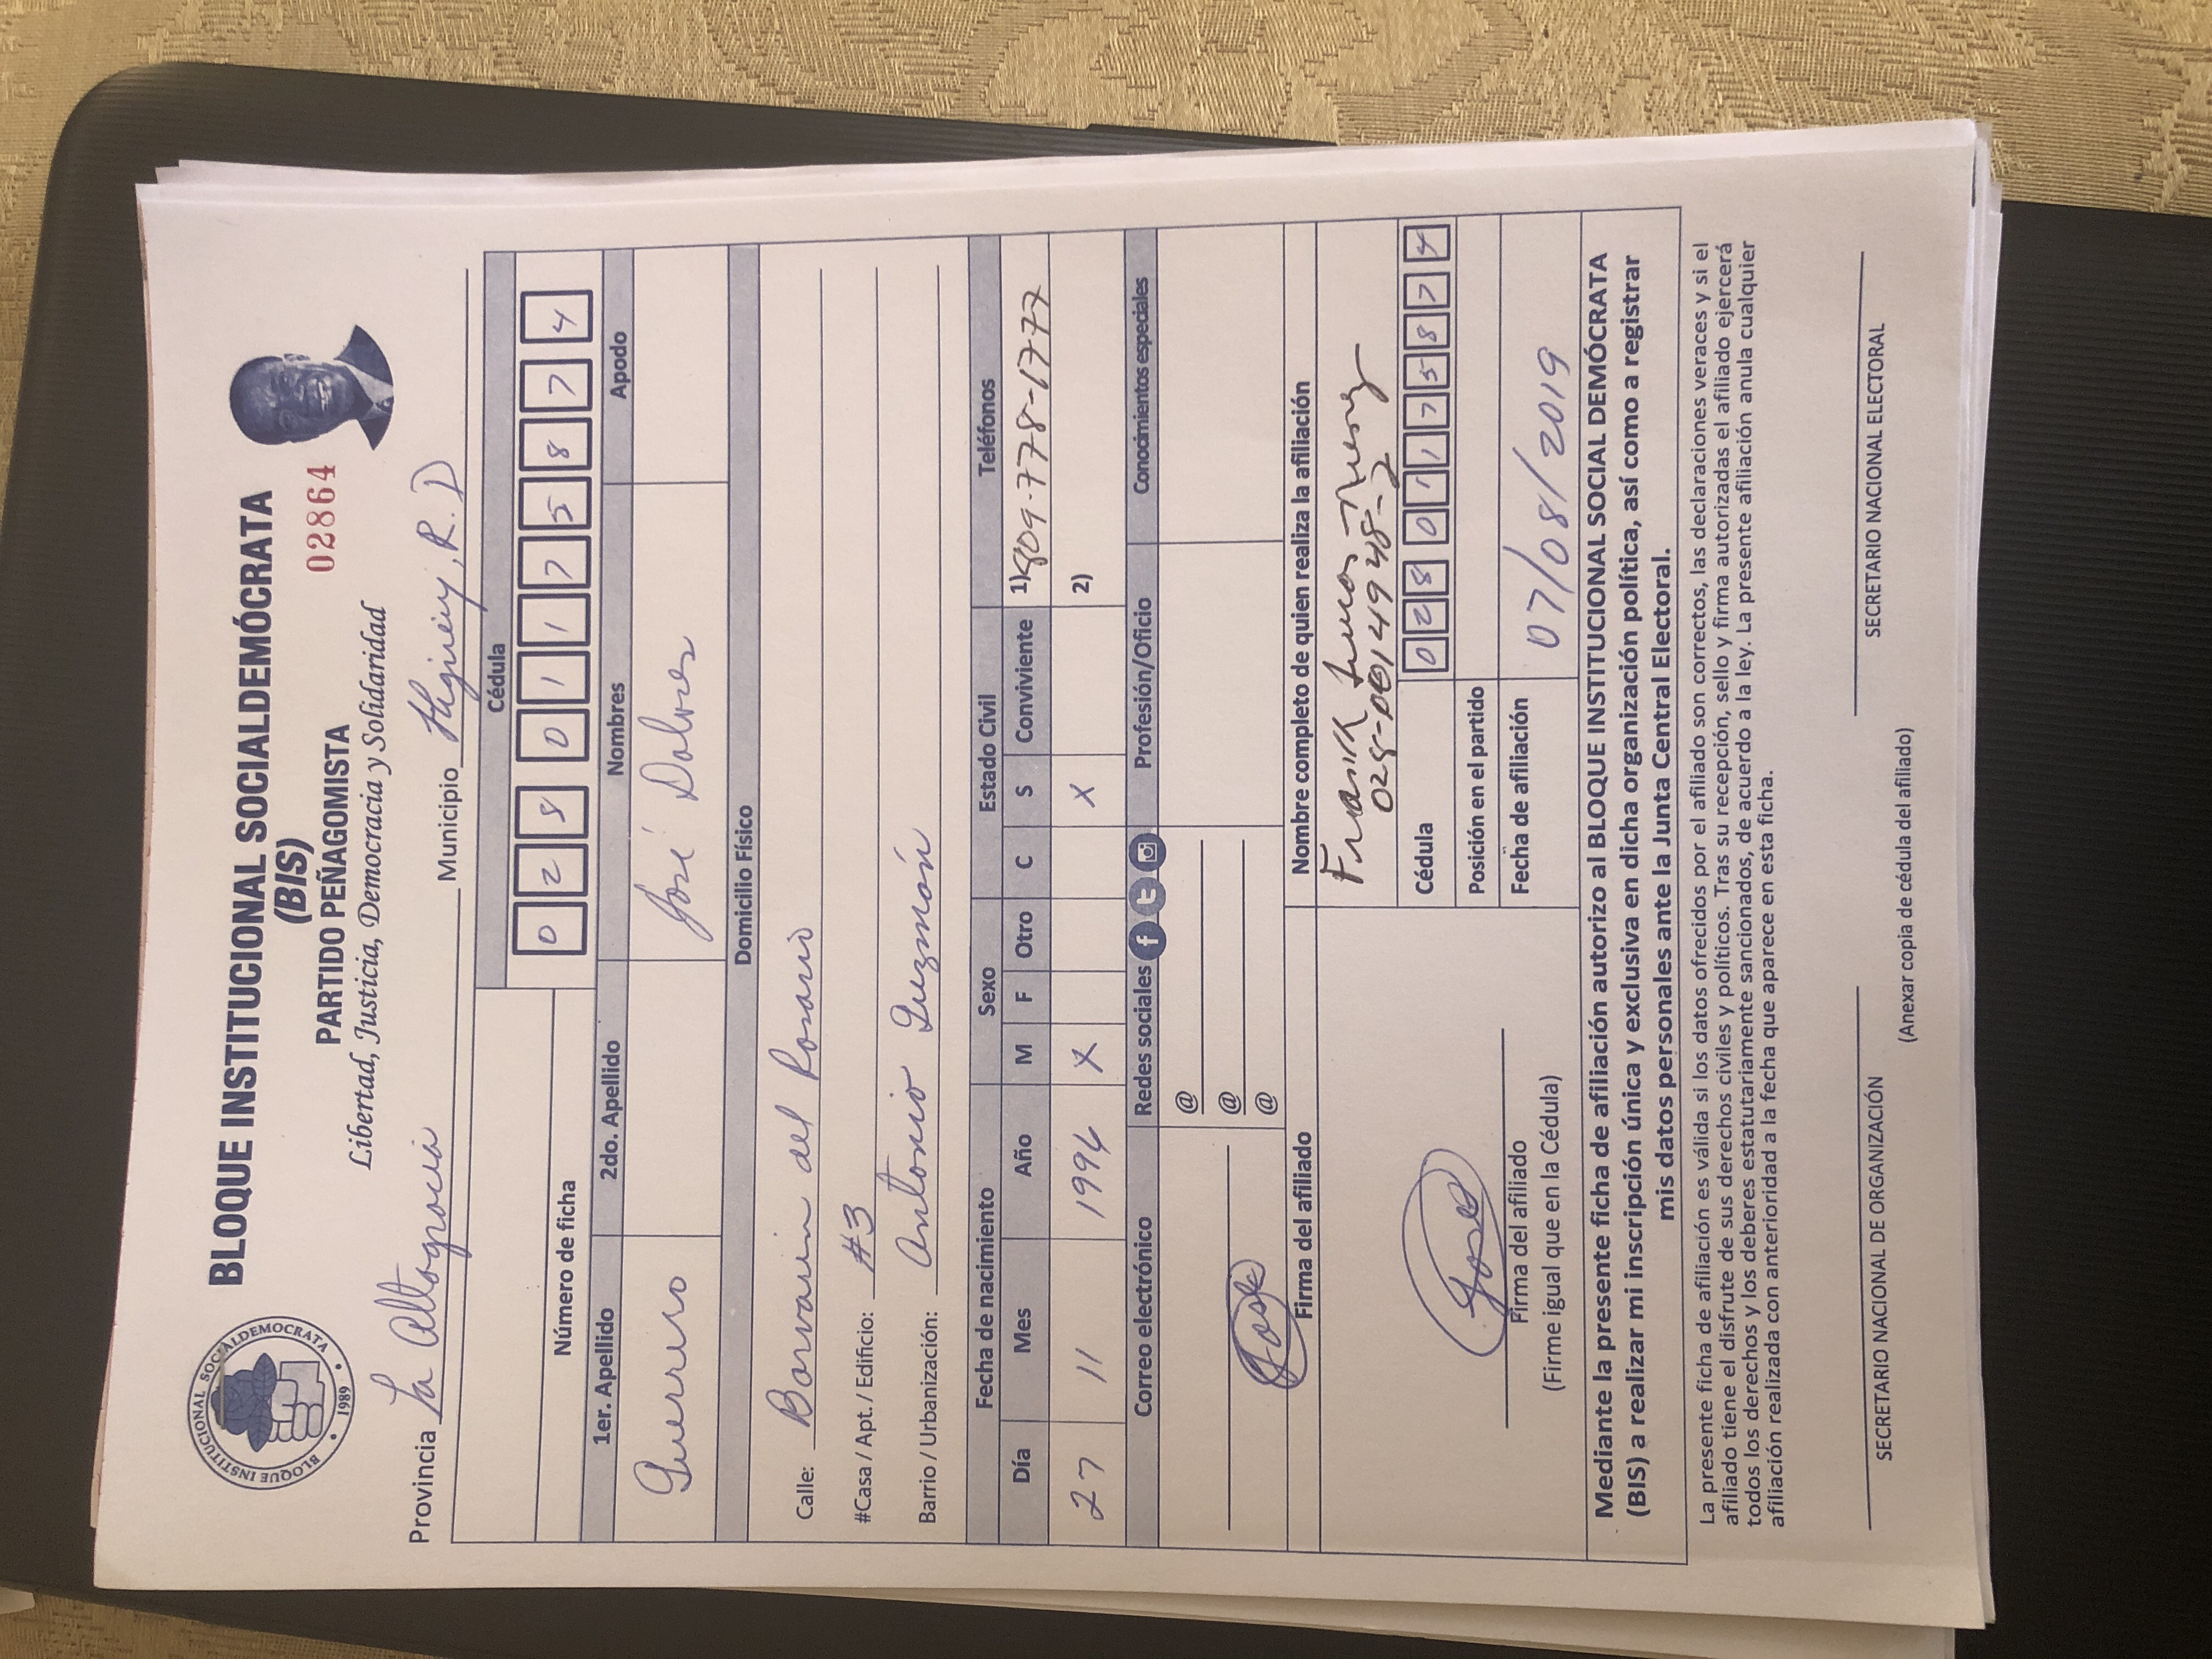 BLOQUE INSTITUCIONAL SOCIALDEMOCRATA
1989
BLOQUE INSTITUCIONAL SOCIALDEMÓCRATA
(BIS)
PARTIDO PEÑAGOMISTA
02864
Libertad, Justicia, Democracia y Solidaridad
Provincia La Altagracia Municipio Higüey, R.D
Cédula
0 2 8 0 1 1 7 5 8 7 4
Número de ficha
1er. Apellido 2do. Apellido Nombres Apodo
Guerrero José Dolores
Domicilio Físico
Calle: del Rosario
#Casa / Apt. / Edificio: #3
Barrio / Urbanización: Antonio Guzmán
Fecha de nacimiento Sexo Estado Civil Teléfonos
Día Mes Año M F Otro C S Conviviente 1) 809-778-1777
27 11 1994 X X 2)
Correo electrónico Redes sociales Profesión/Oficio Conocimientos especiales
@
@
@
José
Firma del afiliado Nombre completo de quien realiza la afiliación
Frank
Cédula 0 2 8 0 1 1 7 5 8 7 4
Posición en el partido
José
Fecha de afiliación 07/08/2019
Firma del afiliado
(Firme igual que en la Cédula)
Mediante la presente ficha de afiliación autorizo al BLOQUE INSTITUCIONAL SOCIAL DEMÓCRATA
(BIS) a realizar mi inscripción única y exclusiva en dicha organización política, así como a registrar
mis datos personales ante la Junta Central Electoral.
La presente ficha de afiliación es válida si los datos ofrecidos por el afiliado son correctos, las declaraciones veraces y si el
afiliado tiene el disfrute de sus derechos civiles y políticos. Tras su recepción, sello y firma autorizadas el afiliado ejercerá
todos los derechos y los deberes estatutariamente sancionados, de acuerdo a la ley. La presente afiliación anula cualquier
afiliación realizada con anterioridad a la fecha que aparece en esta ficha.
SECRETARIO NACIONAL DE ORGANIZACIÓN SECRETARIO NACIONAL ELECTORAL
(Anexar copia de cédula del afiliado)